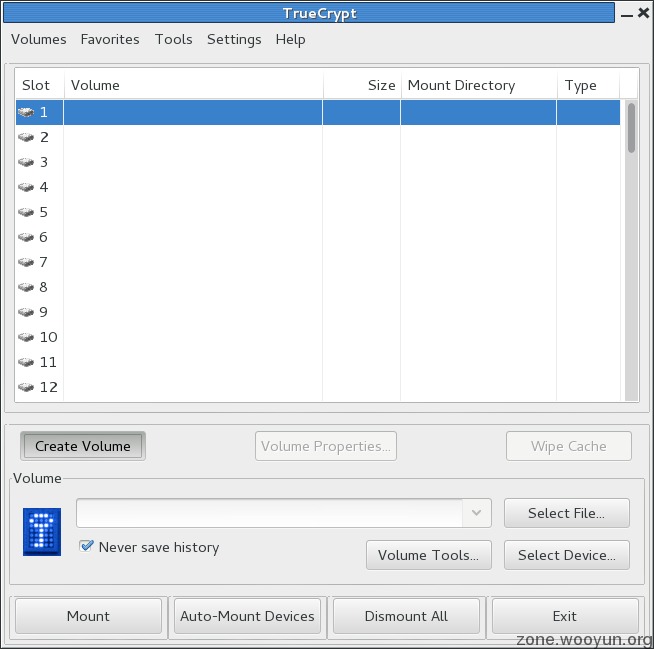 TrueCrypt
Volumes Favorites Tools Settings Help
Slot Volume Size Mount Directory Type
1
2
3
4
5
6
7
8
9
10
11
12
Create Volume Volume Properties... Wipe Cache
Volume
Select File...
Never save history
Volume Tools... Select Device...
Mount Auto-Mount Devices Dismount All Exit
zone.wooyun.org